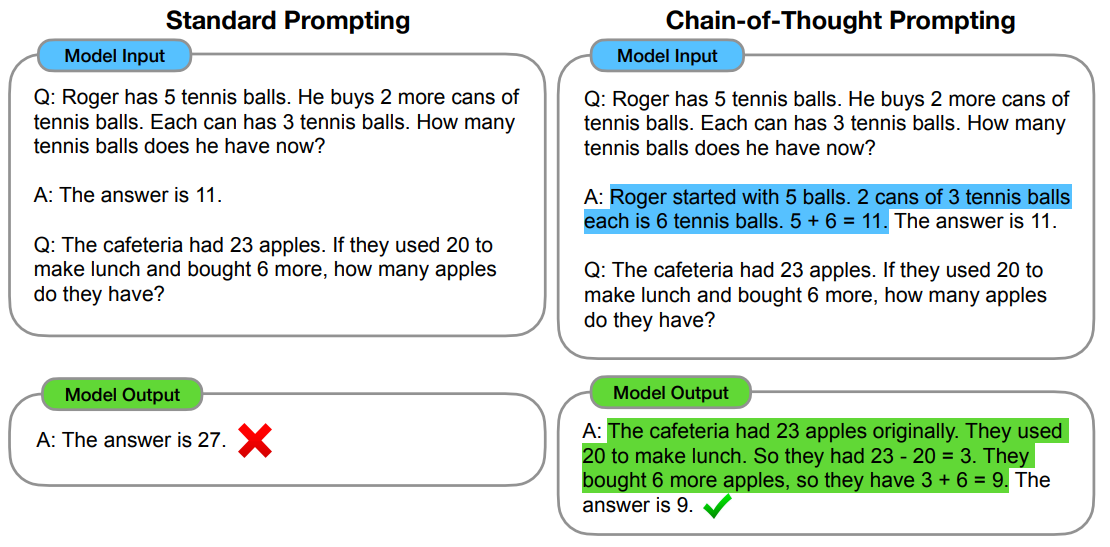 Standard Prompting
Model Input
Q: Roger has 5 tennis balls. He buys 2 more cans of
tennis balls. Each can has 3 tennis balls. How many
tennis balls does he have now?
A: The answer is 11.
Q: The cafeteria had 23 apples. If they used 20 to
make lunch and bought 6 more, how many apples
do they have?
Model Output
A: The answer is 27.
Chain-of-Thought Prompting
Model Input
Q: Roger has 5 tennis balls. He buys 2 more cans of
tennis balls. Each can has 3 tennis balls. How many
tennis balls does he have now?
A: Roger started with 5 balls. 2 cans of 3 tennis balls
each is 6 tennis balls. 5 + 6 = 11. The answer is 11.
Q: The cafeteria had 23 apples. If they used 20 to
make lunch and bought 6 more, how many apples
do they have?
Model Output
A: The cafeteria had 23 apples originally. They used
20 to make lunch. So they had 23 - 20 = 3. They
bought 6 more apples, so they have 3 + 6 = 9. The
answer is 9.